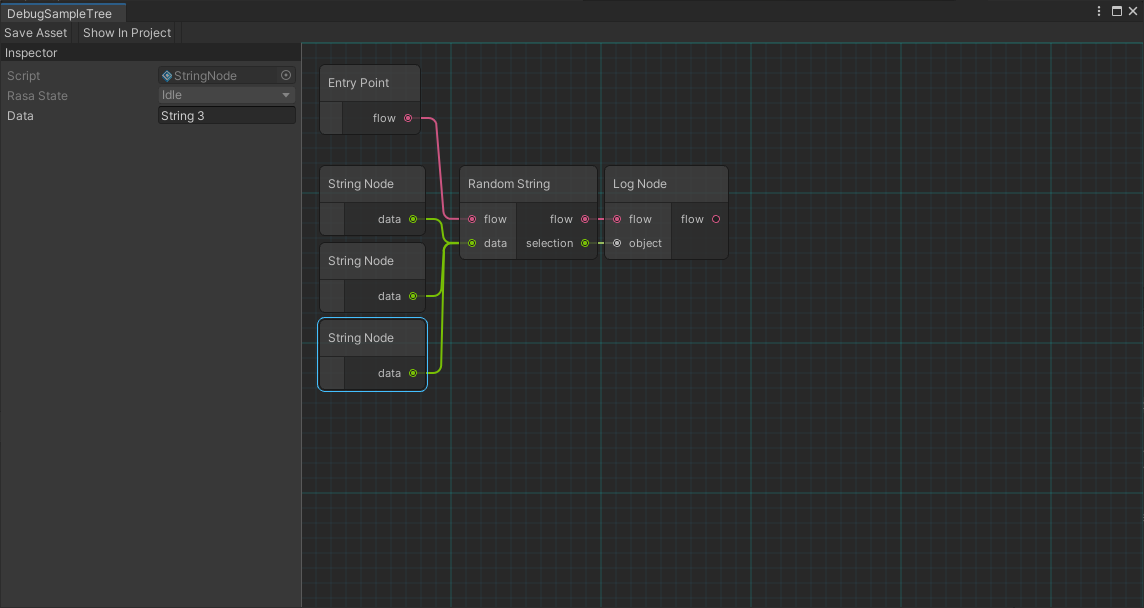 DebugSampleTree
Save Asset Show In Project
Inspector
Script StringNode
Rasa State Idle
Data String 3
Entry Point
flow
String Node
data
String Node
data
String Node
data
Random String
flow flow
data selection
Log Node
flow flow
object